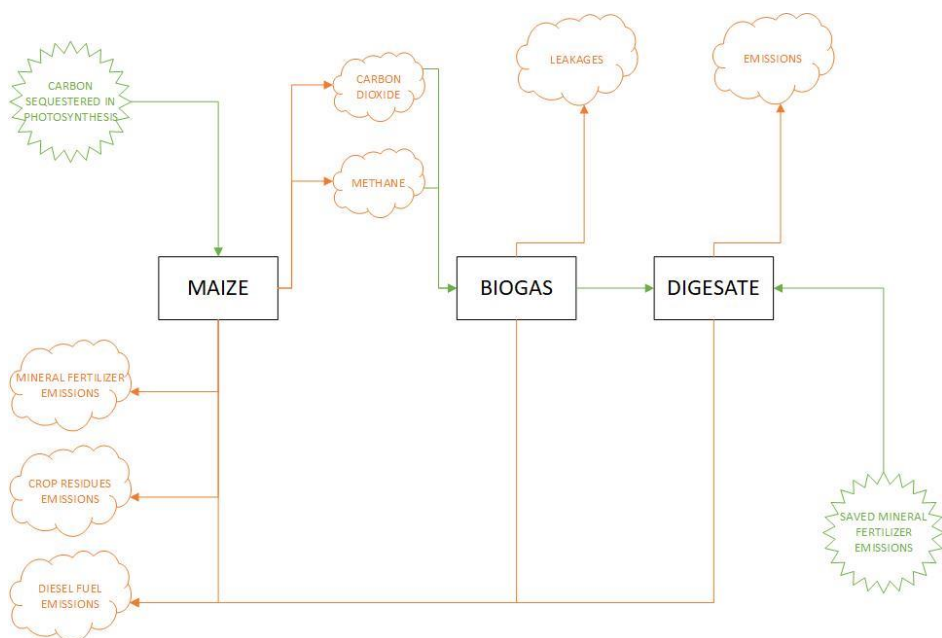 CARBON
SEQUESTERED IN
PHOTOSYNTHESIS
CARBON
DIOXIDE
METHANE
LEAKAGES
EMISSIONS
MAIZE
BIOGAS
DIGESATE
MINERAL FERTILIZER
EMISSIONS
CROP RESIDUES
EMISSIONS
DIESEL FUEL
EMISSIONS
SAVED MINERAL
FERTILIZER
EMISSIONS